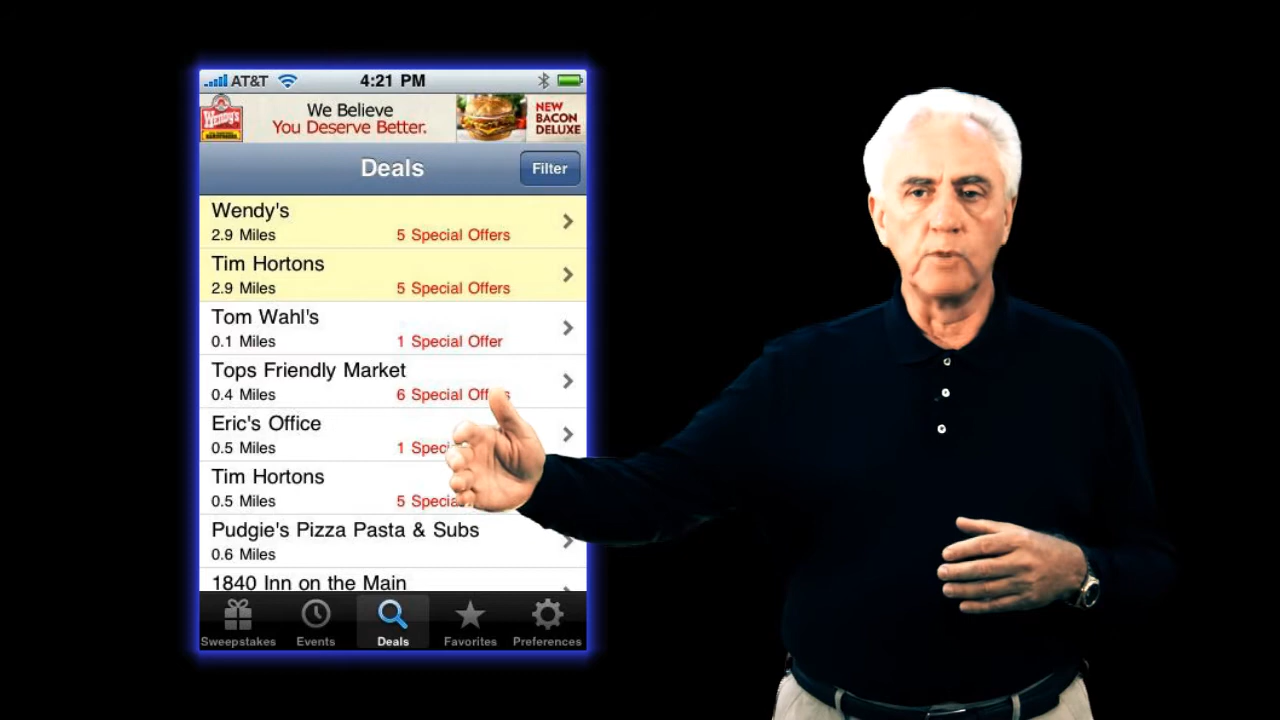 AT&T 4:21 PM
Wendy's
We Believe
You Deserve Better.
NEW
BACON
DELUXE
Deals
Filter
Wendy's
2.9 Miles 5 Special Offers
Tim Hortons
2.9 Miles 5 Special Offers
Tom Wahl's
0.1 Miles 1 Special Offer
Tops Friendly Market
0.4 Miles 6 Special Off
Eric's Office
0.5 Miles 1 Speci
Tim Hortons
0.5 Miles 5 Specia
Pudgie's Pizza Pasta & Subs
0.6 Miles
1840 Inn on the Main
Sweepstakes Events Deals Favorites Preferences